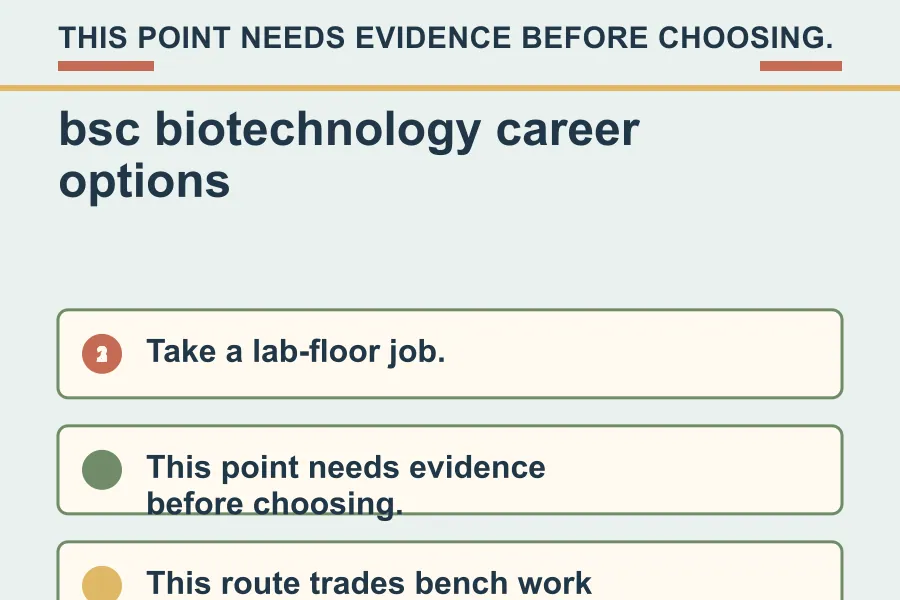 THIS POINT NEEDS EVIDENCE BEFORE CHOOSING.
bsc biotechnology career
options
Take a lab-floor job.
This point needs evidence
before choosing.
This route trades bench work